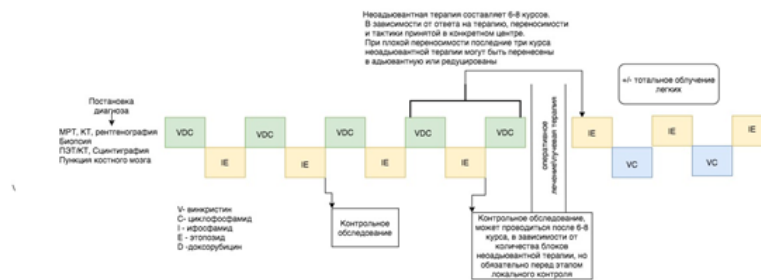 Неоадьювантная терапия составляет 6-8 курсов.
В зависимости от ответа на терапию, переносимости
и тактики принятой в конкретном центре.
При плохой переносимости последние три курса
неоадьювантной терапии могут быть перенесены
в адьювантную или редуцированы
+/- тотальное облучение
легких
Постановка
диагноза
МРТ, КТ, рентгенография
Биопсия
ПЭТ/КТ, Сцинтиграфия
Пункция костного мозга
VDC
VDC
VDC
VDC
VDC
IE
IE
IE
IE
оперативное
лечение/лучевая терапия
IE
IE
IE
VC
VC
\
V- винкристин
C- циклофосфамид
I - ифосфамид
E - этопозид
D -доксорубицин
Контрольное
обследование
Контрольное обследование,
может проводиться после 6-8
курса, в зависимости от
количества блоков
неоадьювантной терапии, но
обязательно перед этапом
локального контроля